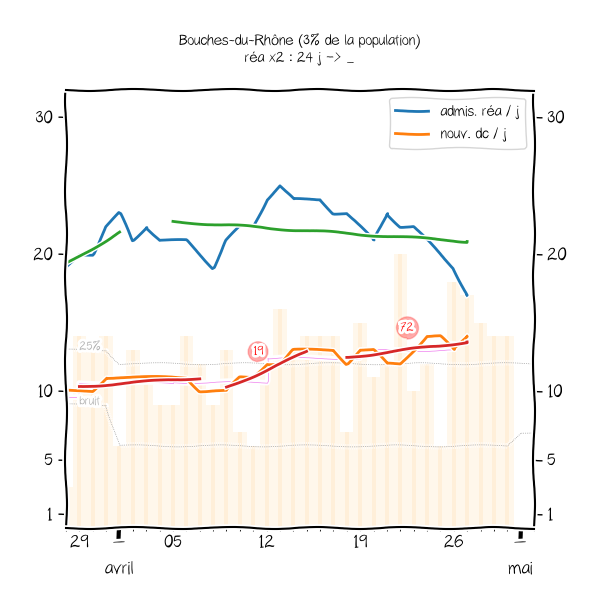 Bouches-du-Rhône (3% de la population)
réa x2 : 24 j -> _
admis. réa / j
nouv. dc / j
30
30
20
20
25%
19
72
10
10
bruit
5
5
1
1
29
05
12
19
26
avril
mai